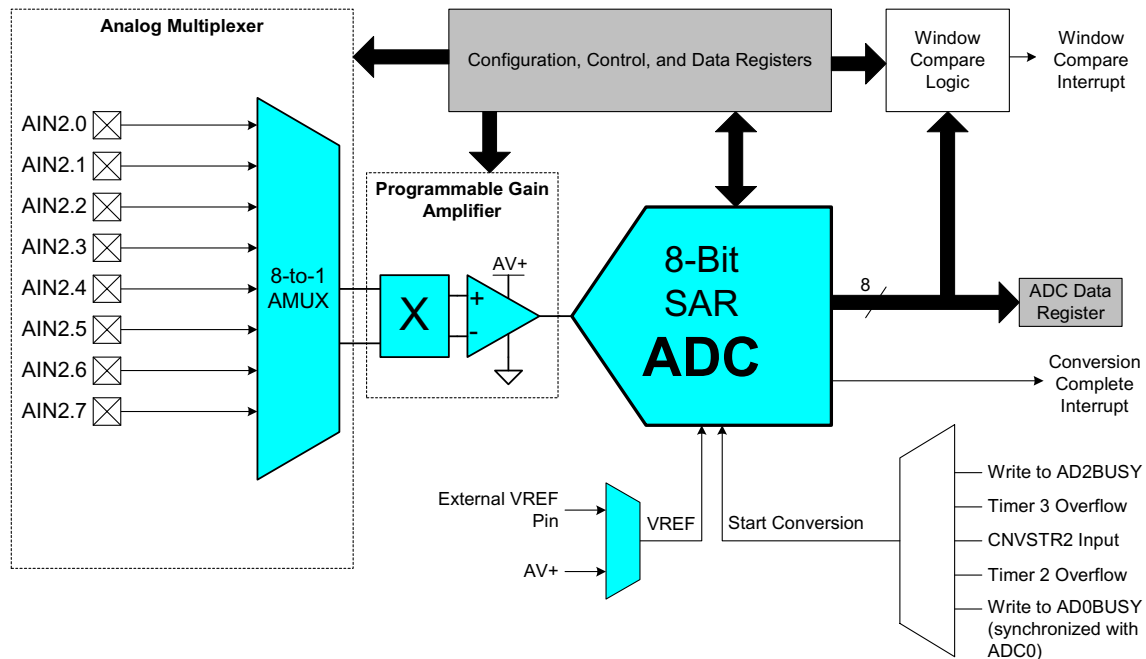 Analog Multiplexer
AIN2.0
AIN2.1
AIN2.2
AIN2.3
AIN2.4
AIN2.5
AIN2.6
AIN2.7
8-to-1
AMUX
Configuration, Control, and Data Registers
Window
Compare
Logic
Window
Compare
Interrupt
Programmable Gain
Amplifier
X
+
-
AV+
8-Bit
SAR
ADC
8
ADC Data
Register
Conversion
Complete
Interrupt
External VREF
Pin
AV+
VREF
Start Conversion
Write to AD2BUSY
Timer 3 Overflow
CNVSTR2 Input
Timer 2 Overflow
Write to AD0BUSY
(synchronized with
ADC0)